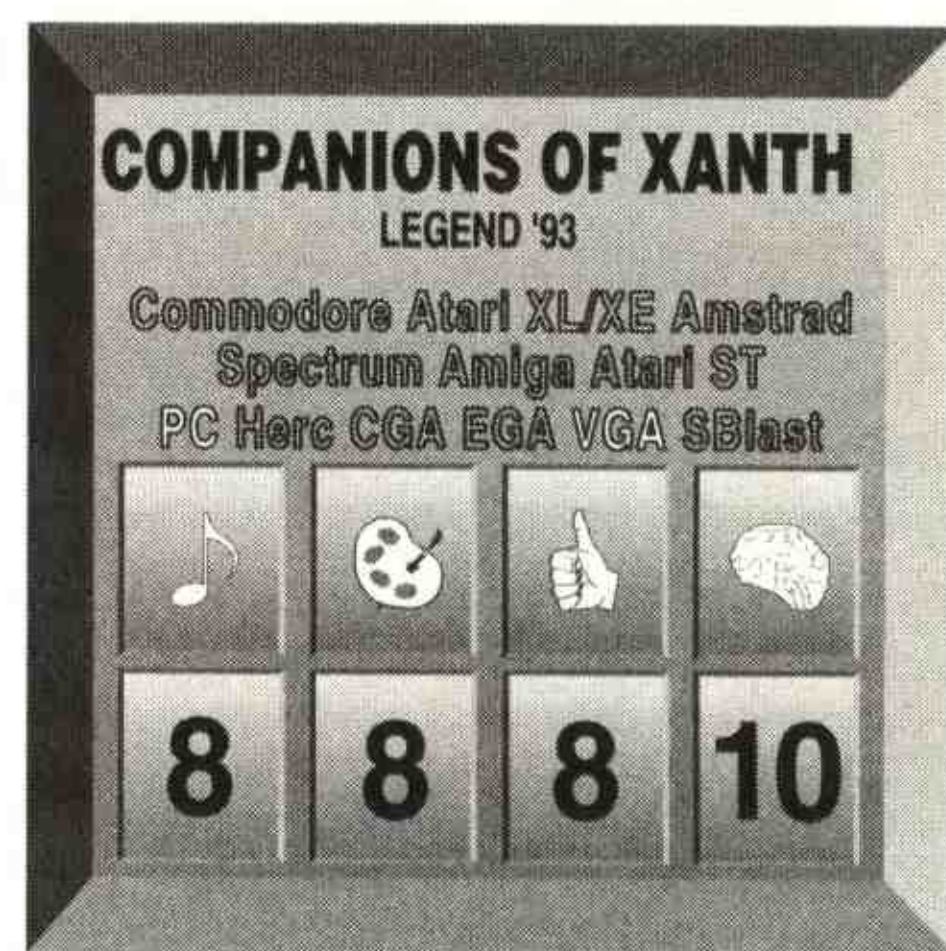 COMPANIONS OF XANTH
LEGEND '93
Commodore Atari XL/XE Amstrad
Spectrum Amiga Atari ST
PC Herc CGA EGA VGA SBlast
8 8 8 10